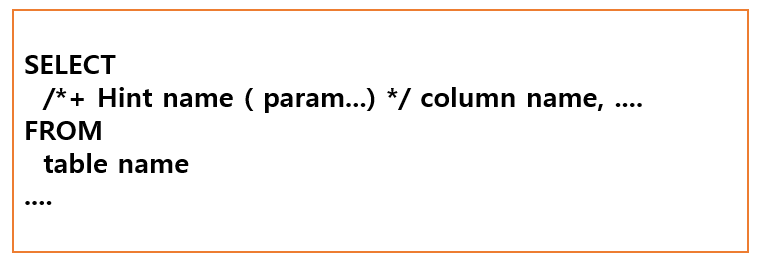 SELECT
/*+ Hint name ( param...) */ column name, ....
FROM
table name
....